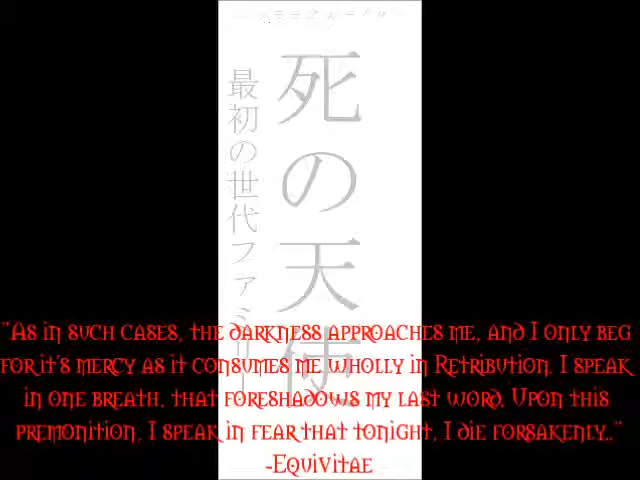 死の天使
最初の世代ファミリー
"As in such cases, the darkness approaches me, and I only beg
for it's mercy as it consumes me wholly in Retribution. I speak
in one breath, that foreshadows my last word. Upon this
premonition, I speak in fear that tonight, I die forsakenly.."
-Equivitae